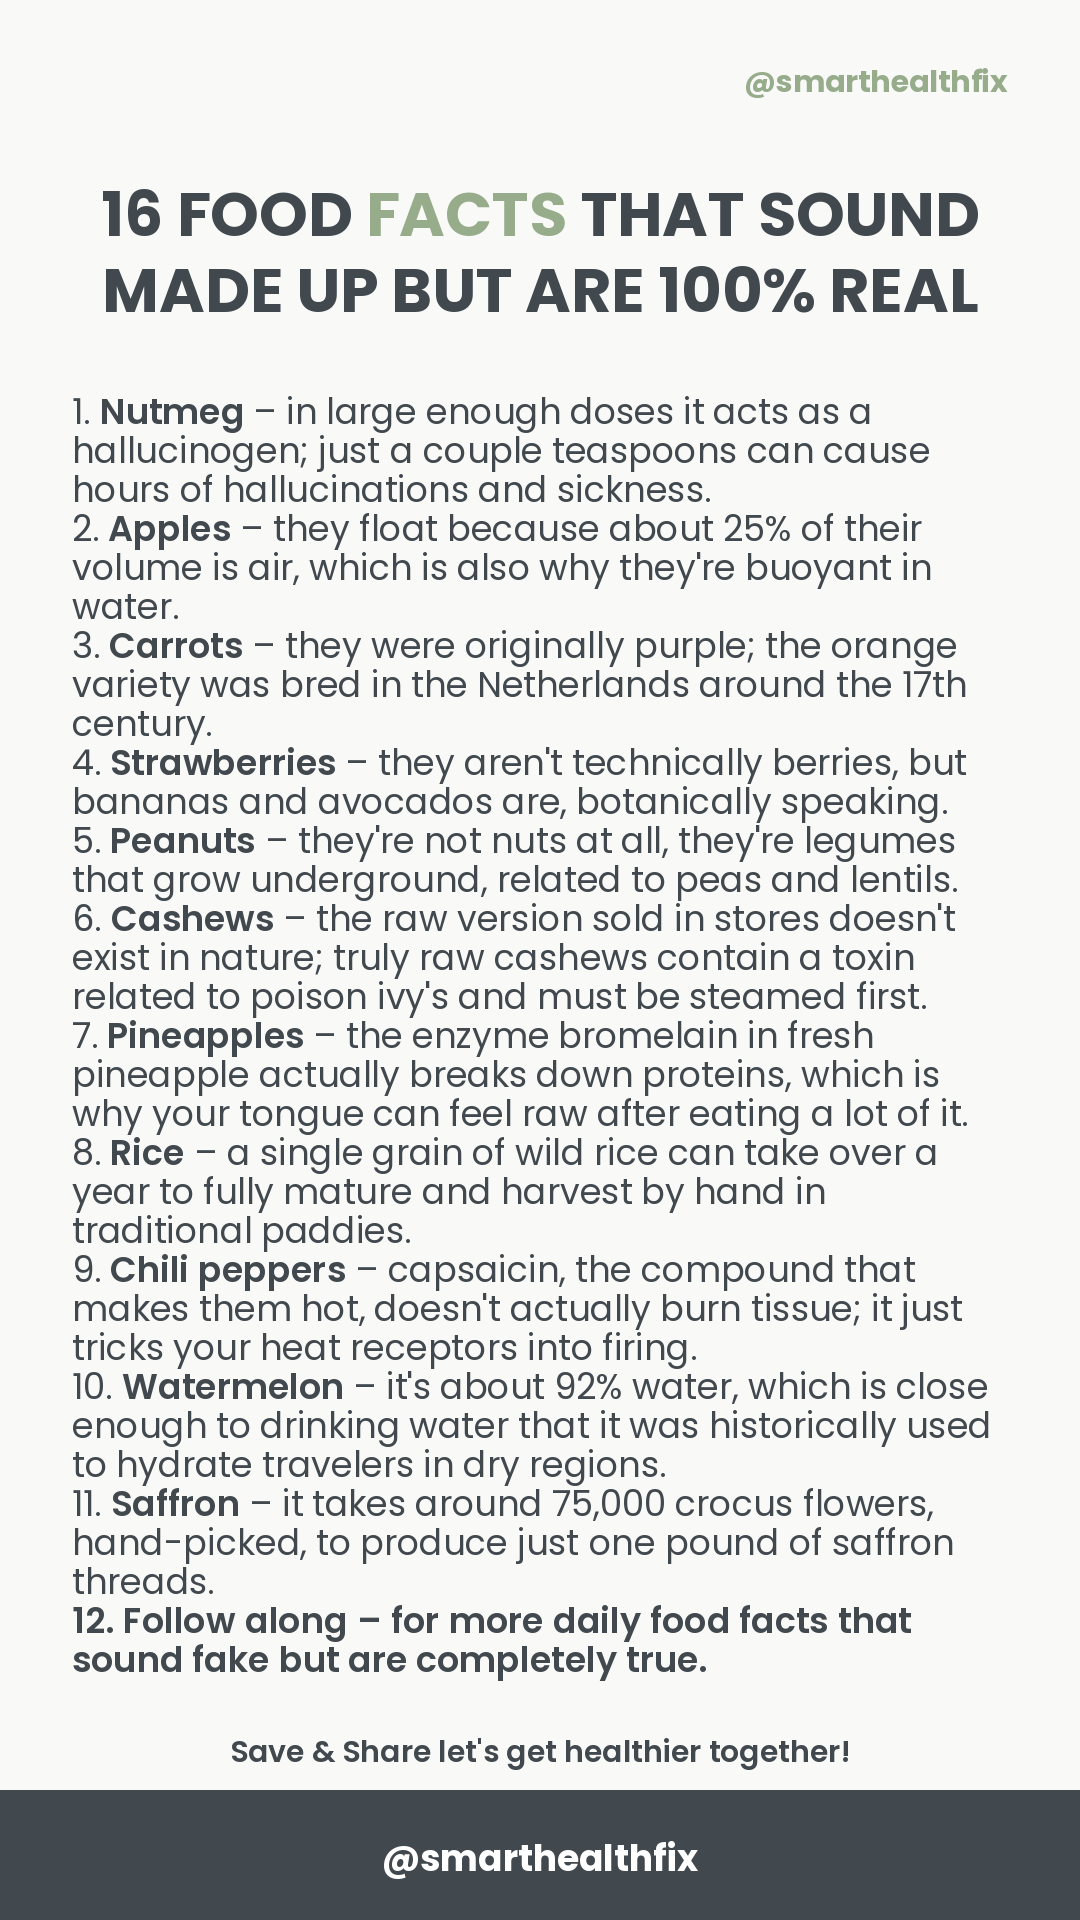 @smarthealthfix
16 FOOD FACTS THAT SOUND
MADE UP BUT ARE 100% REAL
1. Nutmeg – in large enough doses it acts as a
hallucinogen; just a couple teaspoons can cause
hours of hallucinations and sickness.
2. Apples – they float because about 25% of their
volume is air, which is also why they're buoyant in
water.
3. Carrots – they were originally purple; the orange
variety was bred in the Netherlands around the 17th
century.
4. Strawberries – they aren't technically berries, but
bananas and avocados are, botanically speaking.
5. Peanuts – they're not nuts at all, they're legumes
that grow underground, related to peas and lentils.
6. Cashews – the raw version sold in stores doesn't
exist in nature; truly raw cashews contain a toxin
related to poison ivy's and must be steamed first.
7. Pineapples – the enzyme bromelain in fresh
pineapple actually breaks down proteins, which is
why your tongue can feel raw after eating a lot of it.
8. Rice – a single grain of wild rice can take over a
year to fully mature and harvest by hand in
traditional paddies.
9. Chili peppers – capsaicin, the compound that
makes them hot, doesn't actually burn tissue; it just
tricks your heat receptors into firing.
10. Watermelon – it's about 92% water, which is close
enough to drinking water that it was historically used
to hydrate travelers in dry regions.
11. Saffron – it takes around 75,000 crocus flowers,
hand-picked, to produce just one pound of saffron
threads.
12. Follow along – for more daily food facts that
sound fake but are completely true.
Save & Share let's get healthier together!
@smarthealthfix